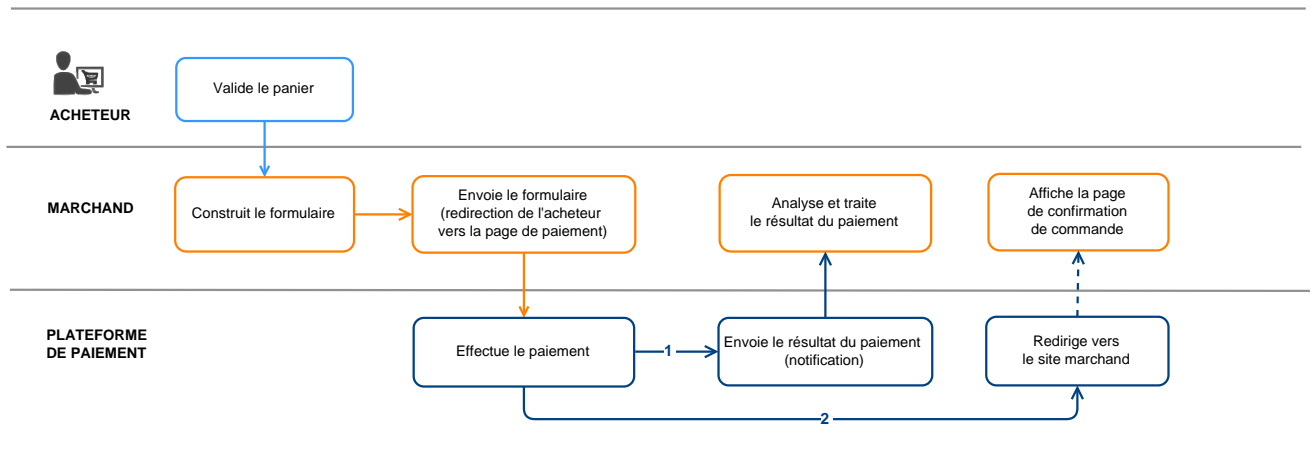 ACHETEUR
Valide le panier
MARCHAND
Construit le formulaire
Envoie le formulaire
(redirection de l'acheteur
vers la page de paiement)
Analyse et traite
le résultat du paiement
Affiche la page
de confirmation
de commande
PLATEFORME
DE PAIEMENT
Effectue le paiement
1
Envoie le résultat du paiement
(notification)
Redirige vers
le site marchand
2